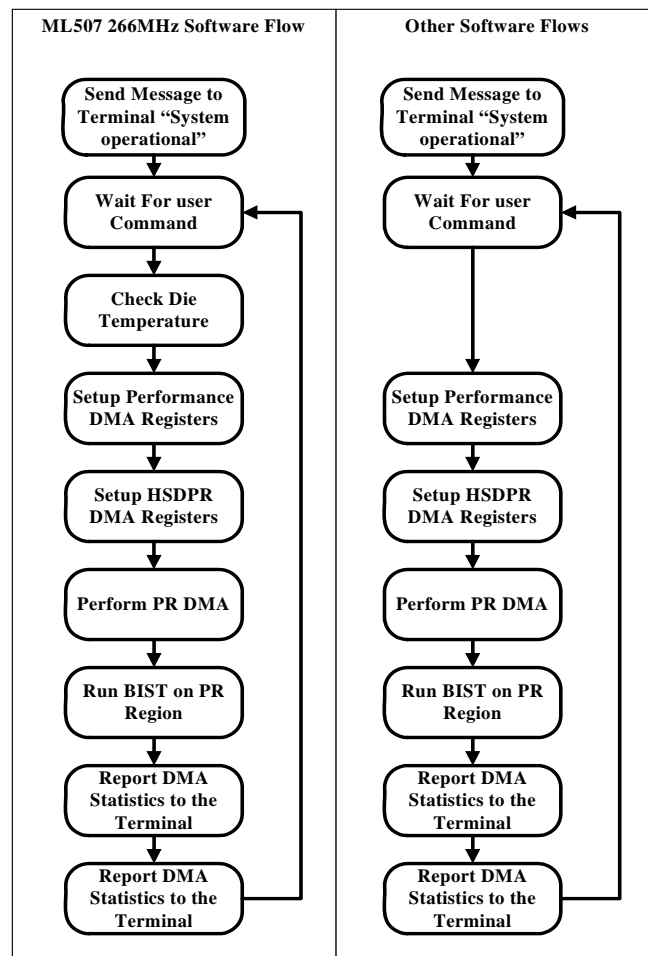 ML507 266MHz Software Flow
Send Message to
Terminal “System
operational”
Wait For user
Command
Check Die
Temperature
Setup Performance
DMA Registers
Setup HSDPR
DMA Registers
Perform PR DMA
Run BIST on PR
Region
Report DMA
Statistics to the
Terminal
Report DMA
Statistics to the
Terminal
Other Software Flows
Send Message to
Terminal “System
operational”
Wait For user
Command
Setup Performance
DMA Registers
Setup HSDPR
DMA Registers
Perform PR DMA
Run BIST on PR
Region
Report DMA
Statistics to the
Terminal
Report DMA
Statistics to the
Terminal